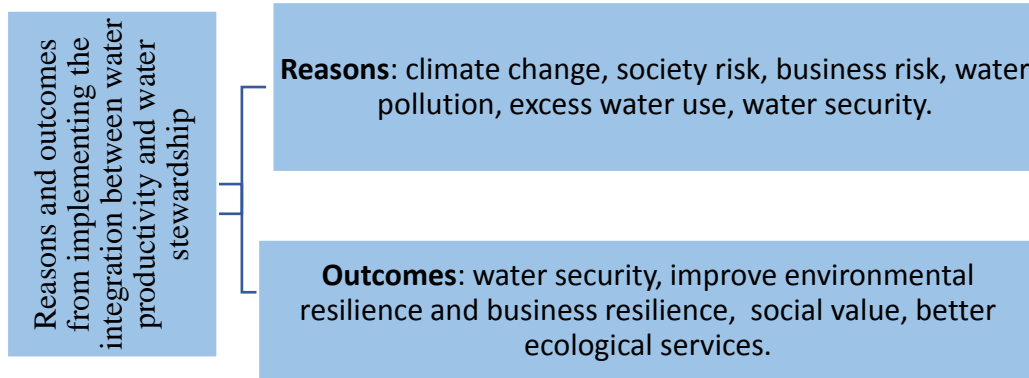 Reasons and outcomes
from implementing the
integration between water
productivity and water
stewardship
Reasons: climate change, society risk, business risk, water
pollution, excess water use, water security.
Outcomes: water security, improve environmental
resilience and business resilience, social value, better
ecological services.